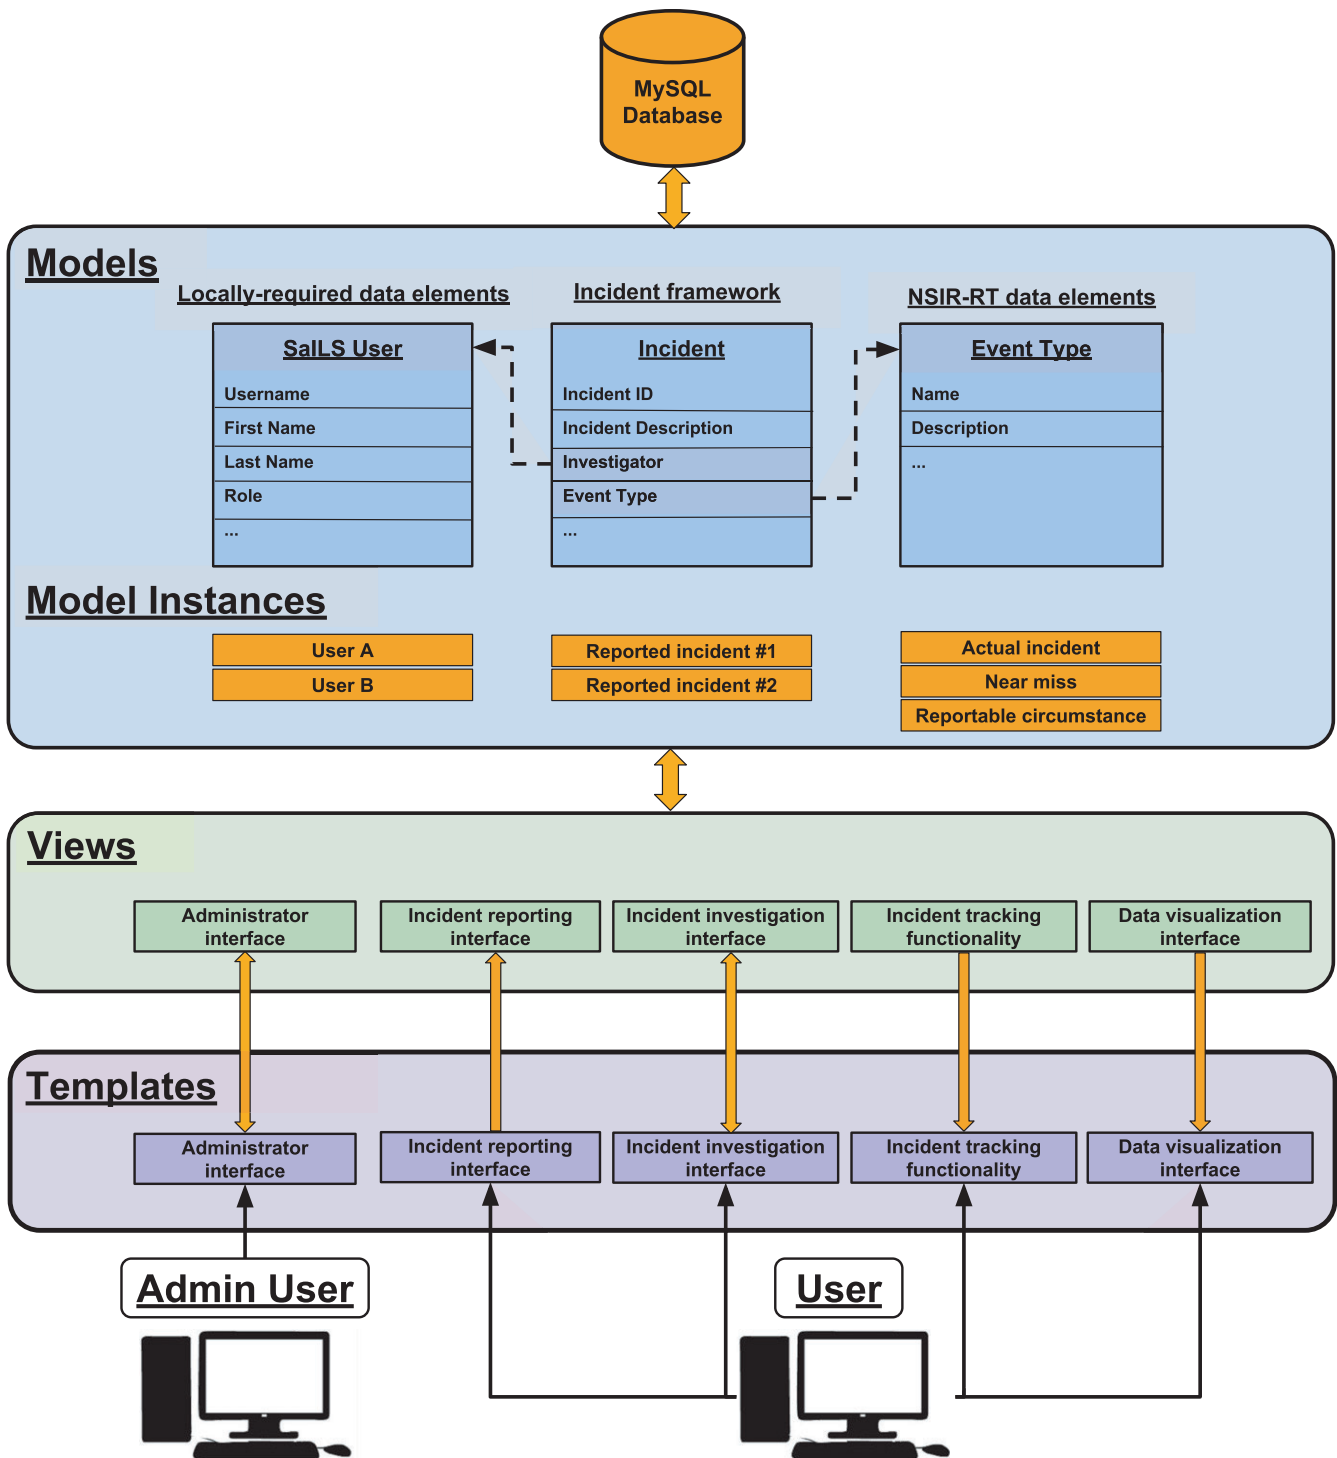 MySQL
Database
Models
Locally-required data elements
Incident framework
NSIR-RT data elements
SaILS User
Username
First Name
Last Name
Role
...
Incident
Incident ID
Incident Description
Investigator
Event Type
...
Event Type
Name
Description
...
Model Instances
User A
User B
Reported incident #1
Reported incident #2
Actual incident
Near miss
Reportable circumstance
Views
Administrator
interface
Incident reporting
interface
Incident investigation
interface
Incident tracking
functionality
Data visualization
interface
Templates
Administrator
interface
Incident reporting
interface
Incident investigation
interface
Incident tracking
functionality
Data visualization
interface
Admin User
User